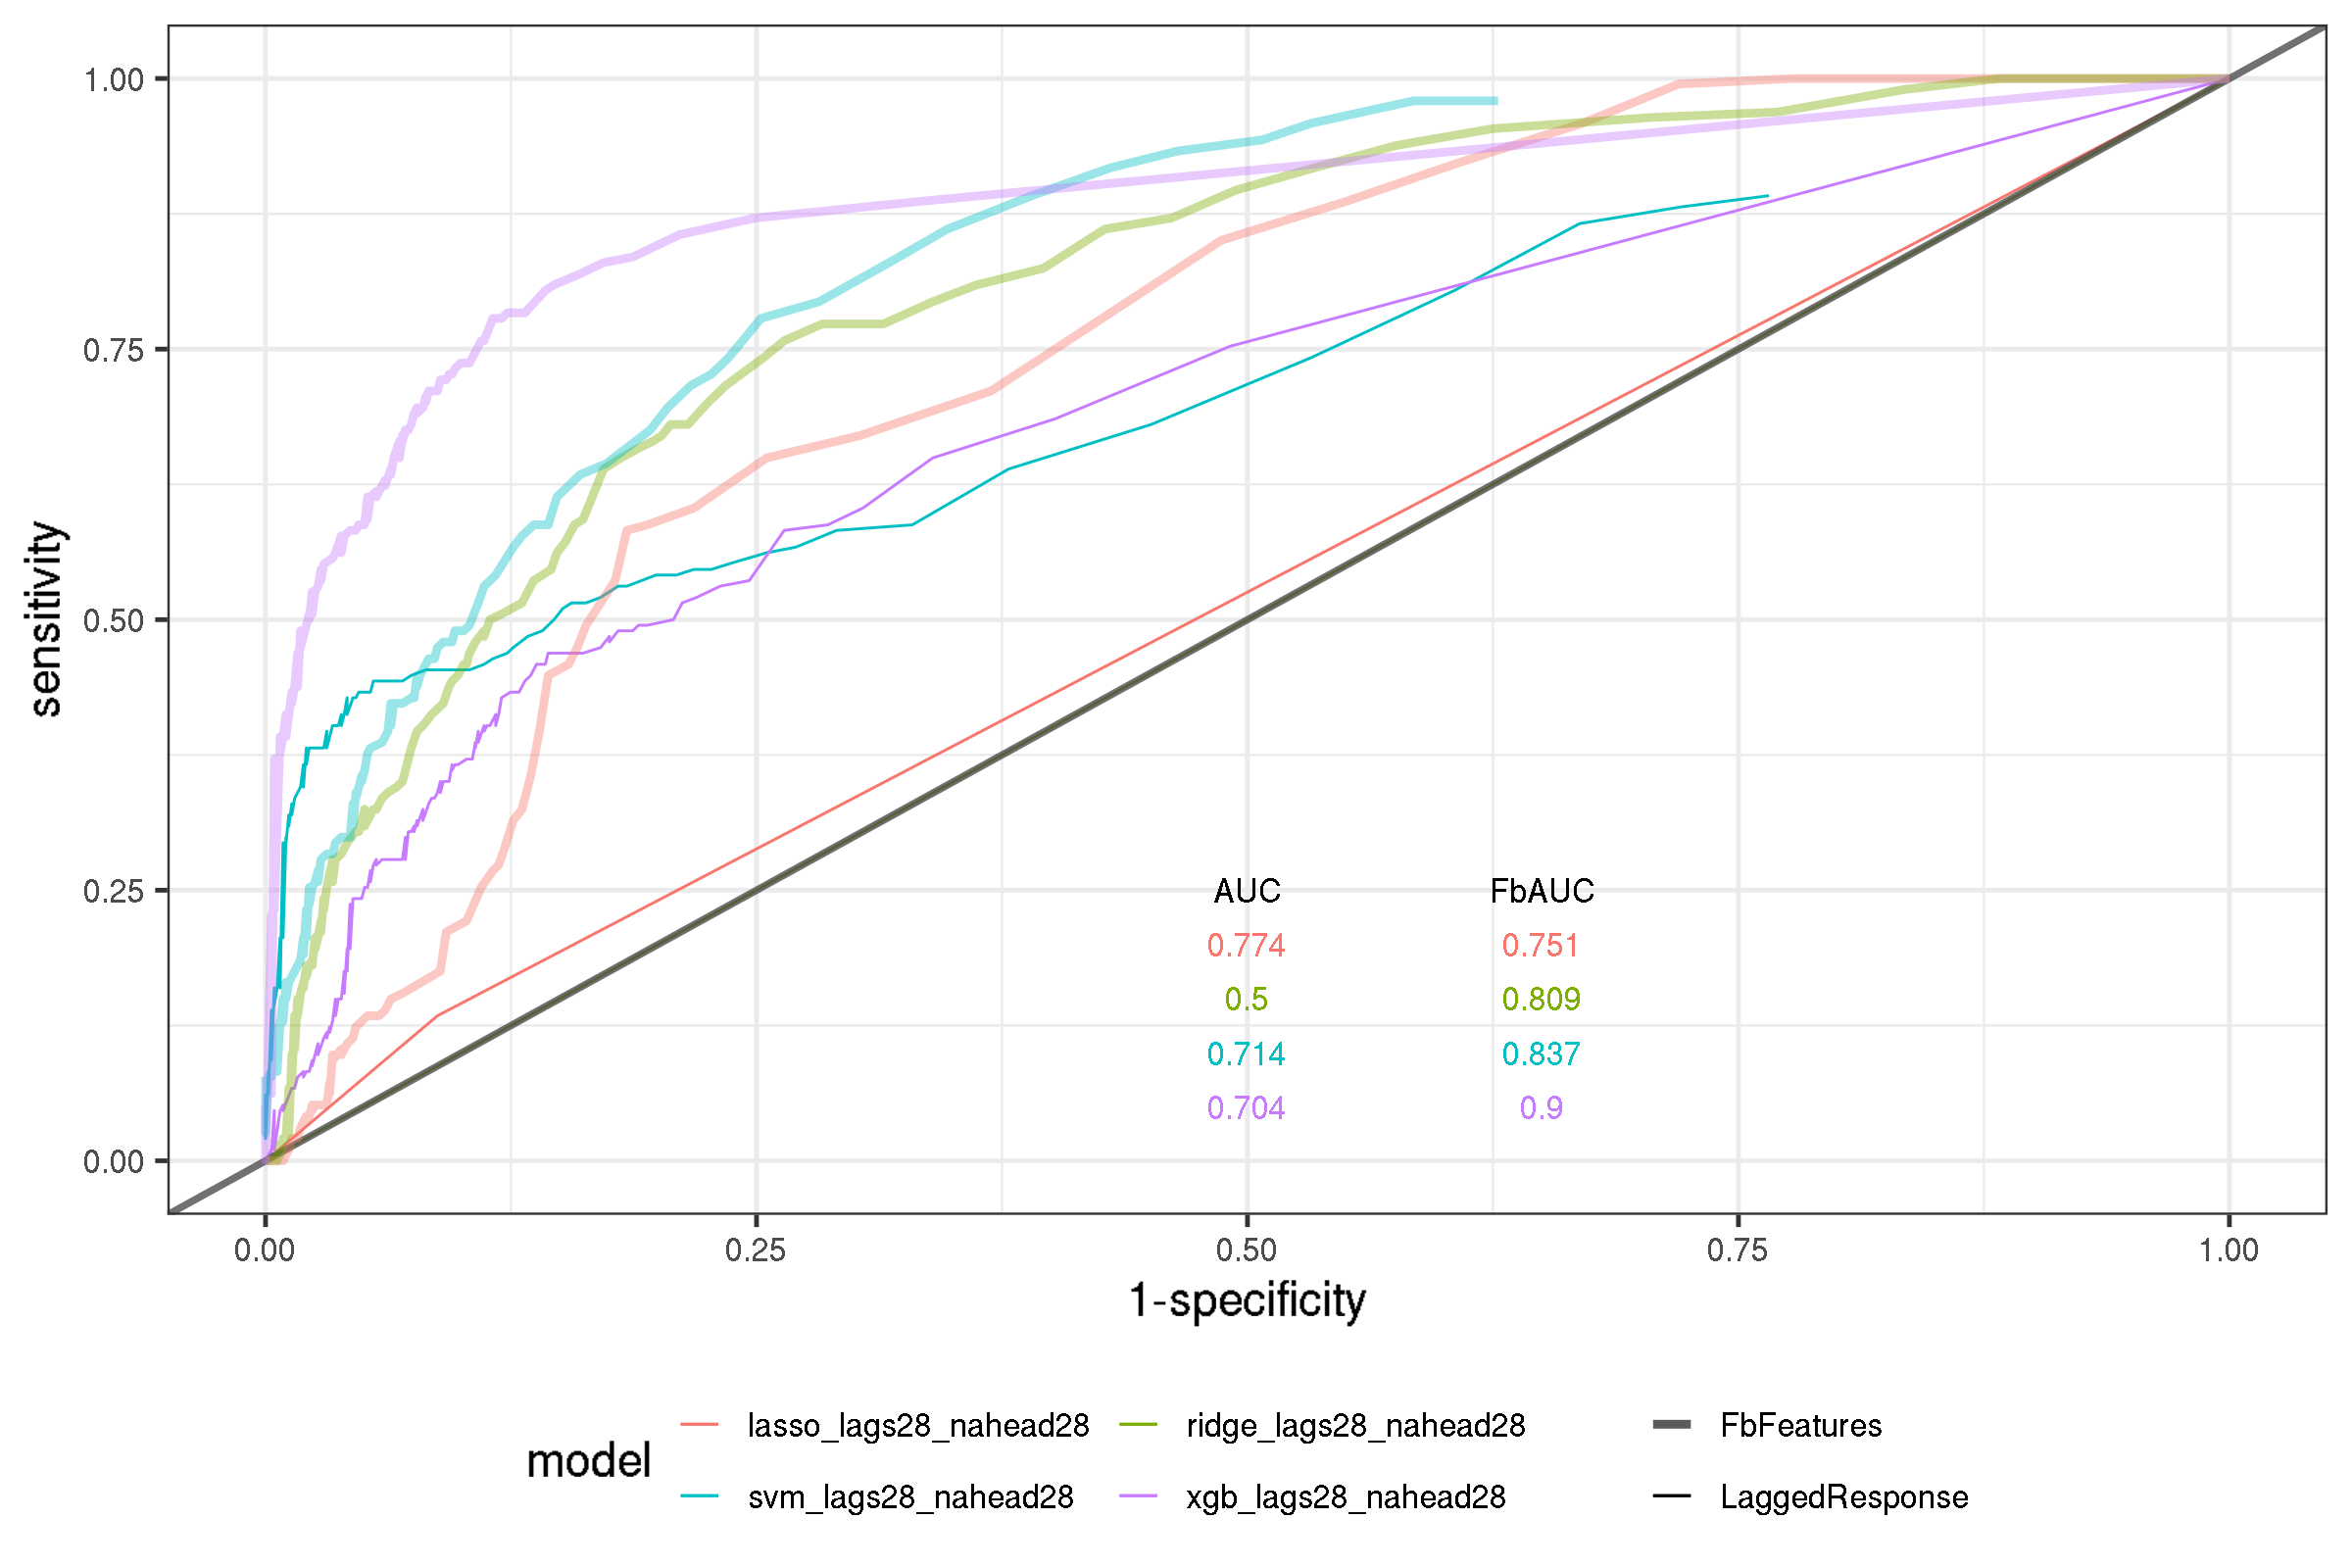 1.00
0.75
0.50
0.25
0.00
sensitivity
AUC FbAUC
0.774 0.751
0.5 0.809
0.714 0.837
0.704 0.9
0.00 0.25 0.50 0.75 1.00
1-specificity
model
lasso_lags28_nahead28 ridge_lags28_nahead28 FbFeatures
svm_lags28_nahead28 xgb_lags28_nahead28 LaggedResponse